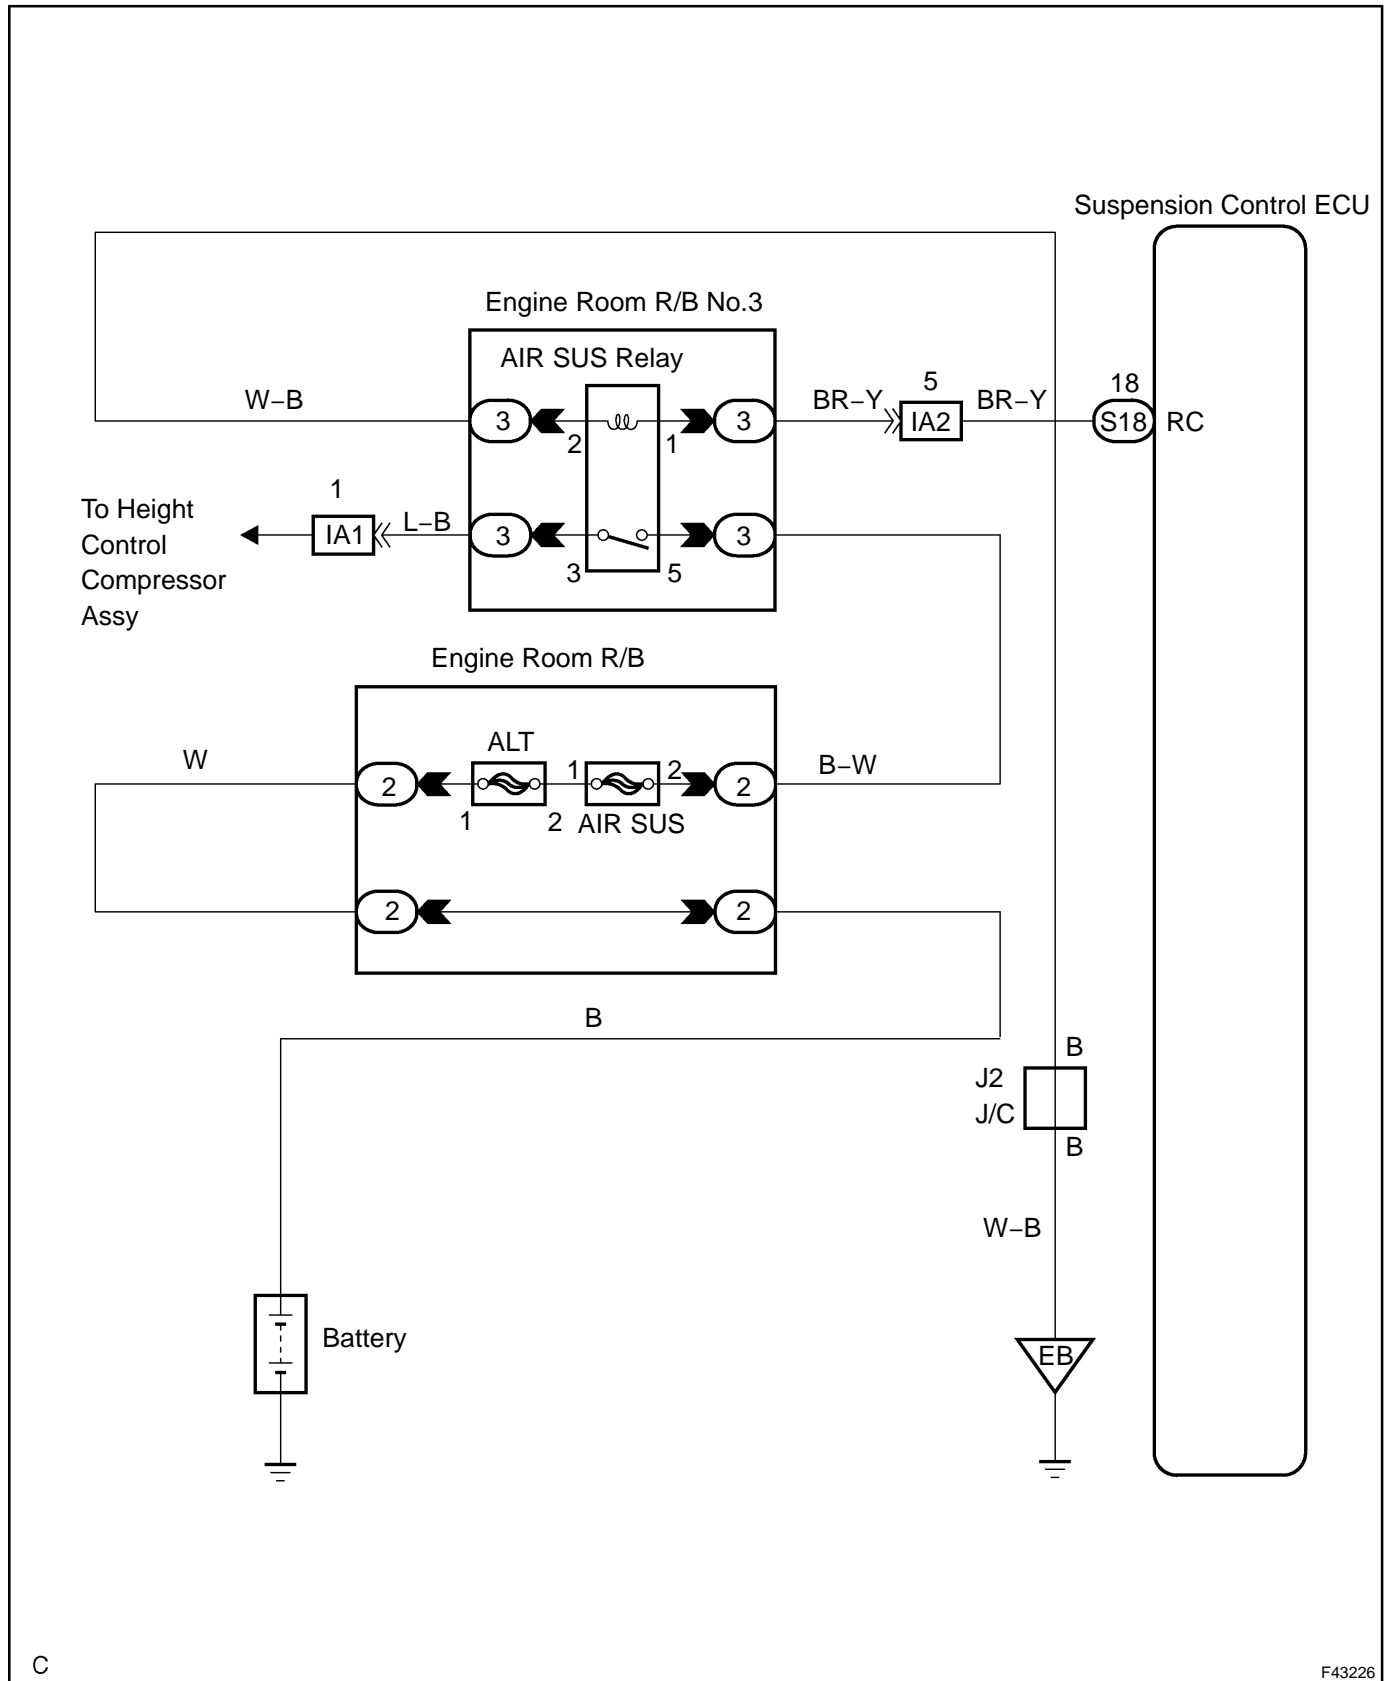 Suspension Control ECU
Engine Room R/B No.3
AIR SUS Relay
W–B
3
2
1
3
BR–Y
5
IA2
BR–Y
18
S18
RC
To Height
Control
Compressor
Assy
1
IA1
L–B
3
3
5
3
Engine Room R/B
W
ALT
2
1
2
1
2
AIR SUS
2
B–W
2
2
B
B
J2
J/C
B
W–B
Battery
EB
C
F43226